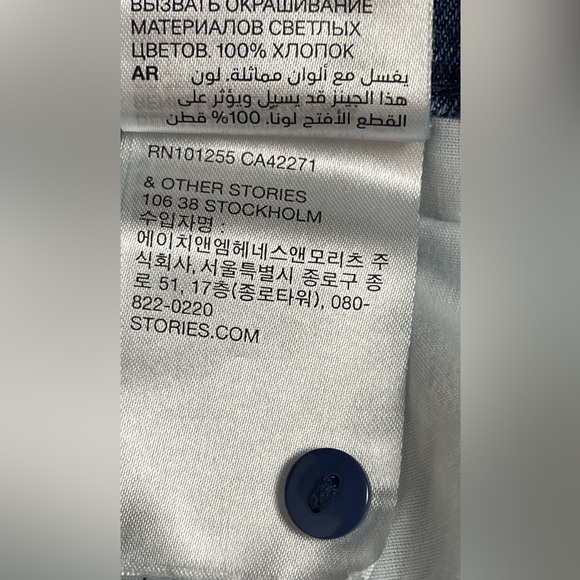 ВЫЗВАТЬ ОКРАШИВАНИЕ
МАТЕРИАЛОВ СВЕТЛЫХ
ЦВЕТОВ. 100% ХЛОПОК
AR يغسل مع ألوان مماثلة. لون
هذا الجينز قد يسيل ويؤثر على
القطع الأفتح لونًا. 100% قطن
RN101255 CA42271
& OTHER STORIES
106 38 STOCKHOLM
수입자명 :
에이치앤엠헤네스앤모리츠 주
식회사, 서울특별시 종로구 종
로 51, 17층(종로타워), 080-
822-0220
STORIES.COM